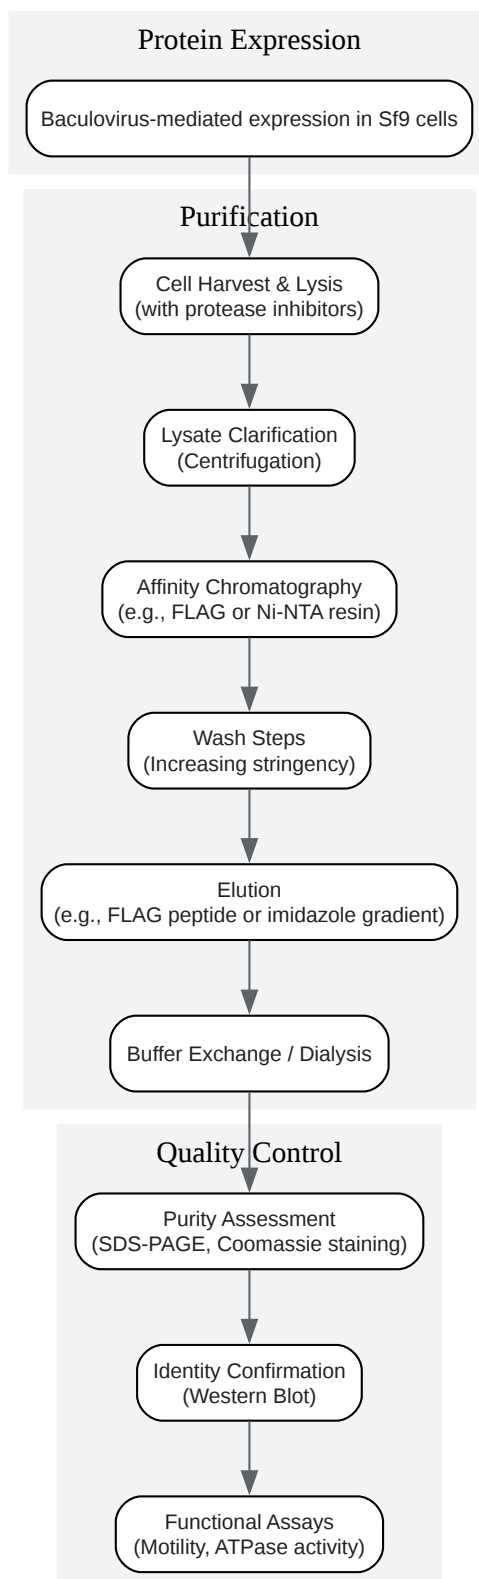 Protein Expression
Baculovirus-mediated expression in Sf9 cells
Purification
Cell Harvest & Lysis
(with protease inhibitors)
Lysate Clarification
(Centrifugation)
Affinity Chromatography
(e.g., FLAG or Ni-NTA resin)
Wash Steps
(Increasing stringency)
Elution
(e.g., FLAG peptide or imidazole gradient)
Buffer Exchange / Dialysis
Quality Control
Purity Assessment
(SDS-PAGE, Coomassie staining)
Identity Confirmation
(Western Blot)
Functional Assays
(Motility, ATPase activity)